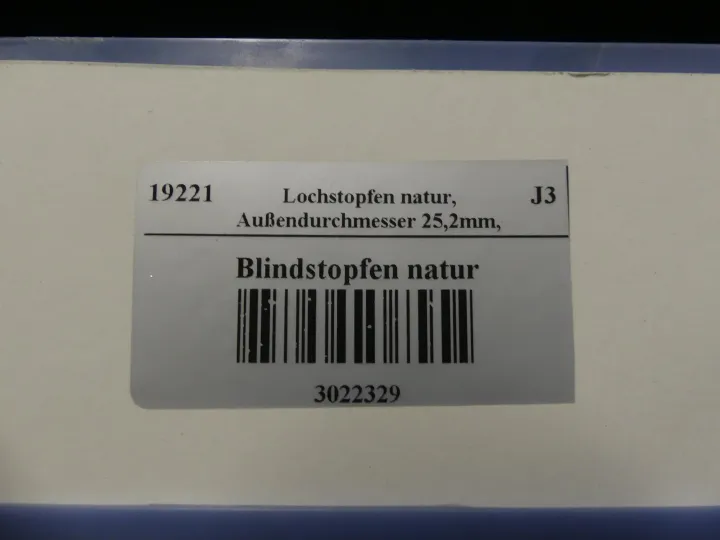 19221 Lochstopfen natur, J3
Außendurchmesser 25,2mm,
Blindstopfen natur
3022329